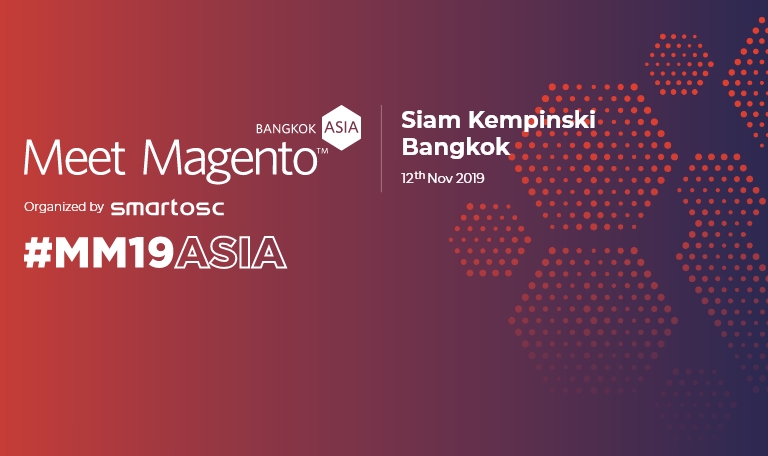 BANGKOK ASIA
Meet Magento™
Organized by smartosc
#MM19ASIA
Siam Kempinski
Bangkok
12th Nov 2019